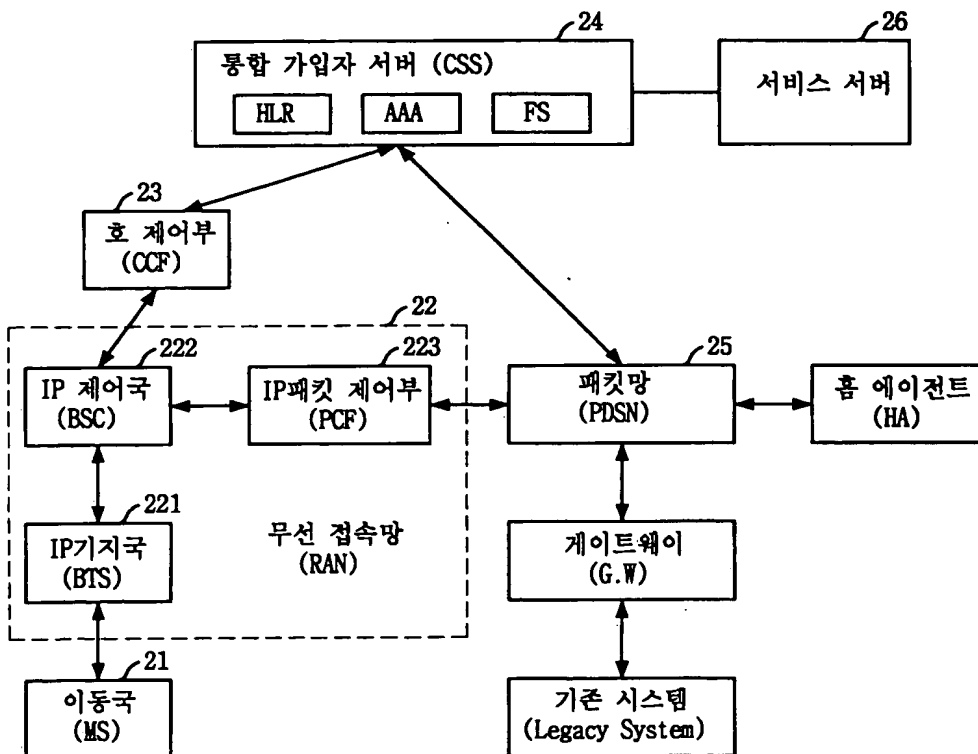 24
통합 가입자 서버 (CSS)
HLR
AAA
FS
26
서비스 서버
23
호 제어부
(CCF)
22
222
IP 제어국
(BSC)
223
IP패킷 제어부
(PCF)
25
패킷망
(PDSN)
홈 에이전트
(HA)
221
IP기지국
(BTS)
무선 접속망
(RAN)
게이트웨이
(G.W)
21
이동국
(MS)
기존 시스템
(Legacy System)